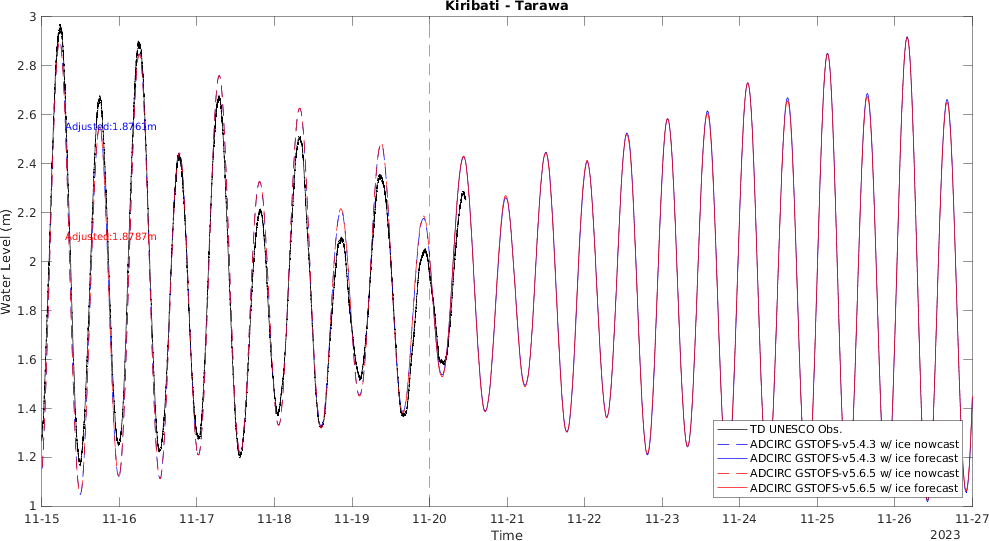 Kiribati - Tarawa
3
2.8
2.6
2.4
2.2
2
1.8
1.6
1.4
1.2
1
Water Level (m)
Adjusted:1.8761m
Adjusted:1.8787m
TD UNESCO Obs.
ADCIRC GSTOFS-v5.4.3 w/ ice nowcast
ADCIRC GSTOFS-v5.4.3 w/ ice forecast
ADCIRC GSTOFS-v5.6.5 w/ ice nowcast
ADCIRC GSTOFS-v5.6.5 w/ ice forecast
11-15 11-16 11-17 11-18 11-19 11-20 11-21 11-22 11-23 11-24 11-25 11-26 11-27
Time
2023